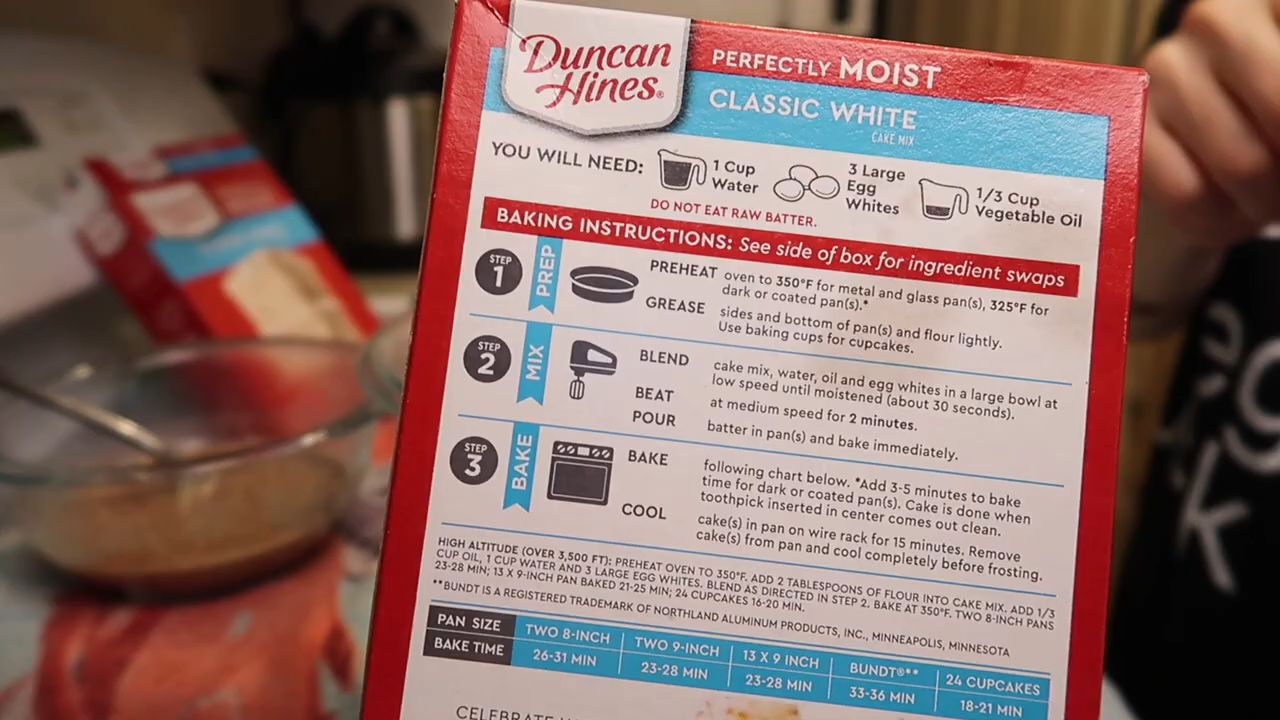 Duncan
Hines®
PERFECTLY MOIST
CLASSIC WHITE
CAKE MIX
YOU WILL NEED:
1 Cup
Water
3 Large
Egg
Whites
1/3 Cup
Vegetable Oil
DO NOT EAT RAW BATTER.
BAKING INSTRUCTIONS: See side of box for ingredient swaps
STEP
1
PREP
PREHEAT oven to 350°F for metal and glass pan(s), 325°F for
dark or coated pan(s).*
GREASE sides and bottom of pan(s) and flour lightly.
Use baking cups for cupcakes.
STEP
2
MIX
BLEND cake mix, water, oil and egg whites in a large bowl at
low speed until moistened (about 30 seconds).
BEAT at medium speed for 2 minutes.
POUR batter in pan(s) and bake immediately.
STEP
3
BAKE
BAKE following chart below. *Add 3-5 minutes to bake
time for dark or coated pan(s). Cake is done when
toothpick inserted in center comes out clean.
COOL cake(s) in pan on wire rack for 15 minutes. Remove
cake(s) from pan and cool completely before frosting.
HIGH ALTITUDE (OVER 3,500 FT): PREHEAT OVEN TO 350°F. ADD 2 TABLESPOONS OF FLOUR INTO CAKE MIX. ADD 1/3
CUP OIL, 1 CUP WATER AND 3 LARGE EGG WHITES. BLEND AS DIRECTED IN STEP 2. BAKE AT 350°F. TWO 8-INCH PANS
23-28 MIN; 13 X 9-INCH PAN BAKED 21-25 MIN; 24 CUPCAKES 16-20 MIN.
**BUNDT IS A REGISTERED TRADEMARK OF NORTHLAND ALUMINUM PRODUCTS, INC., MINNEAPOLIS, MINNESOTA
PAN SIZE TWO 8-INCH TWO 9-INCH 13 X 9 INCH BUNDT®** 24 CUPCAKES
BAKE TIME 26-31 MIN 23-28 MIN 23-28 MIN 33-36 MIN 18-21 MIN
CELEBRATE